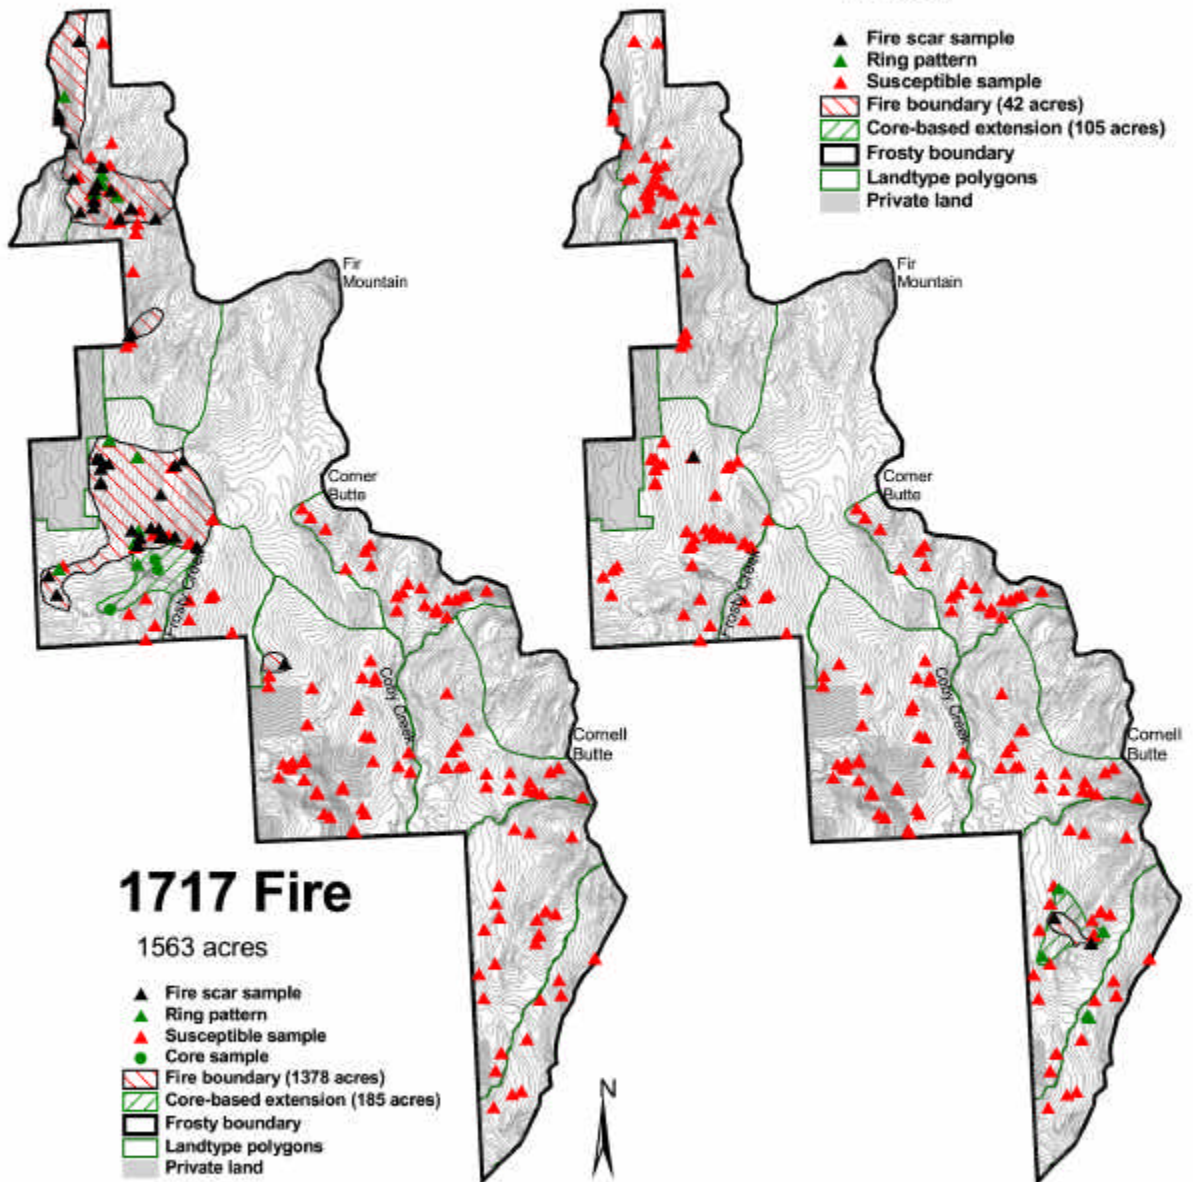 Fire scar sample
Ring pattern
Susceptible sample
Fire boundary (42 acres)
Core-based extension (105 acres)
Frosty boundary
Landtype polygons
Private land
Fir
Mountain
Fir
Mountain
Corner
Butte
Corner
Butte
Frosty Creek
Frosty Creek
Coby Creek
Coby Creek
Cornell
Butte
Cornell
Butte
1717 Fire
1563 acres
Fire scar sample
Ring pattern
Susceptible sample
Core sample
Fire boundary (1378 acres)
Core-based extension (185 acres)
Frosty boundary
Landtype polygons
Private land
N